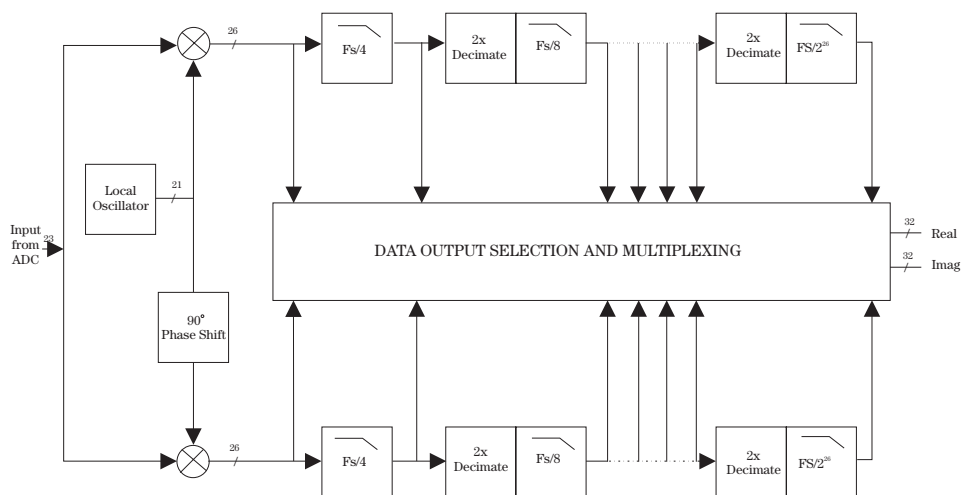 26
Fs/4
2x
Decimate
Fs/8
2x
Decimate
FS/2²⁶
Local
Oscillator
21
Input
from
ADC
23
DATA OUTPUT SELECTION AND MULTIPLEXING
32
Real
32
Imag
90°
Phase Shift
26
Fs/4
2x
Decimate
Fs/8
2x
Decimate
FS/2²⁶